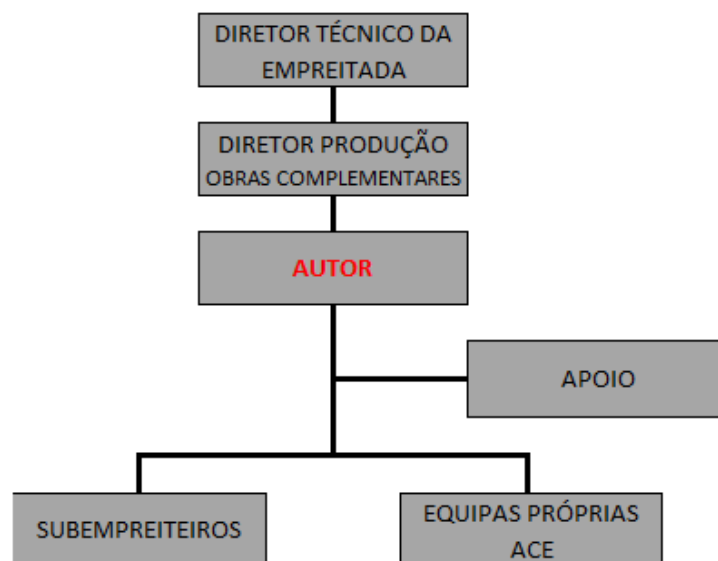 DIRETOR TÉCNICO DA
EMPREITADA
DIRETOR PRODUÇÃO
OBRAS COMPLEMENTARES
AUTOR
APOIO
SUBEMPREITEIROS
EQUIPAS PRÓPRIAS
ACE